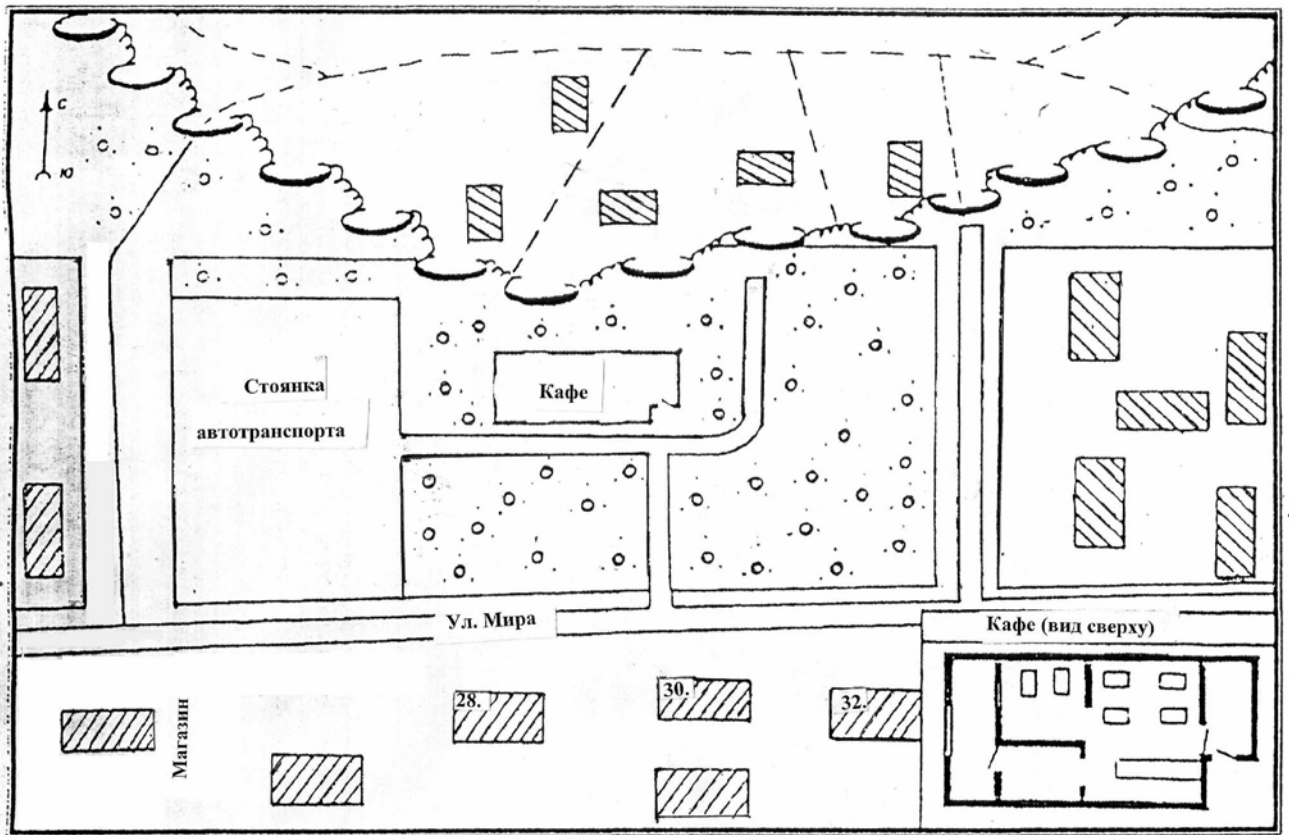 С
Ю
Стоянка
автотранспорта
Кафе
Ул. Мира
Кафе (вид сверху)
Магазин
28.
30.
32.